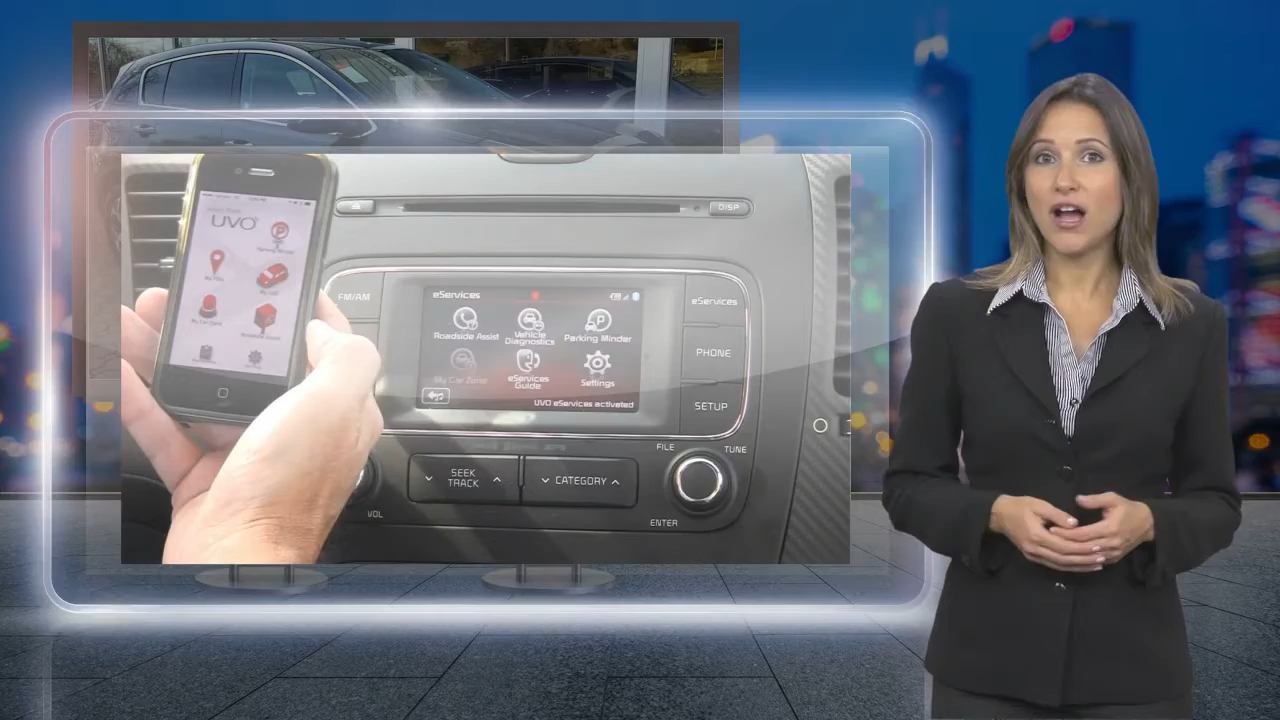 UVO
DISP
FM/AM
eServices
eServices
Roadside Assist
Vehicle
Diagnostics
Parking Minder
PHONE
My Car Zone
eServices
Guide
Settings
SETUP
UVO eServices activated
FILE
TUNE
SEEK
TRACK
CATEGORY
VOL
ENTER